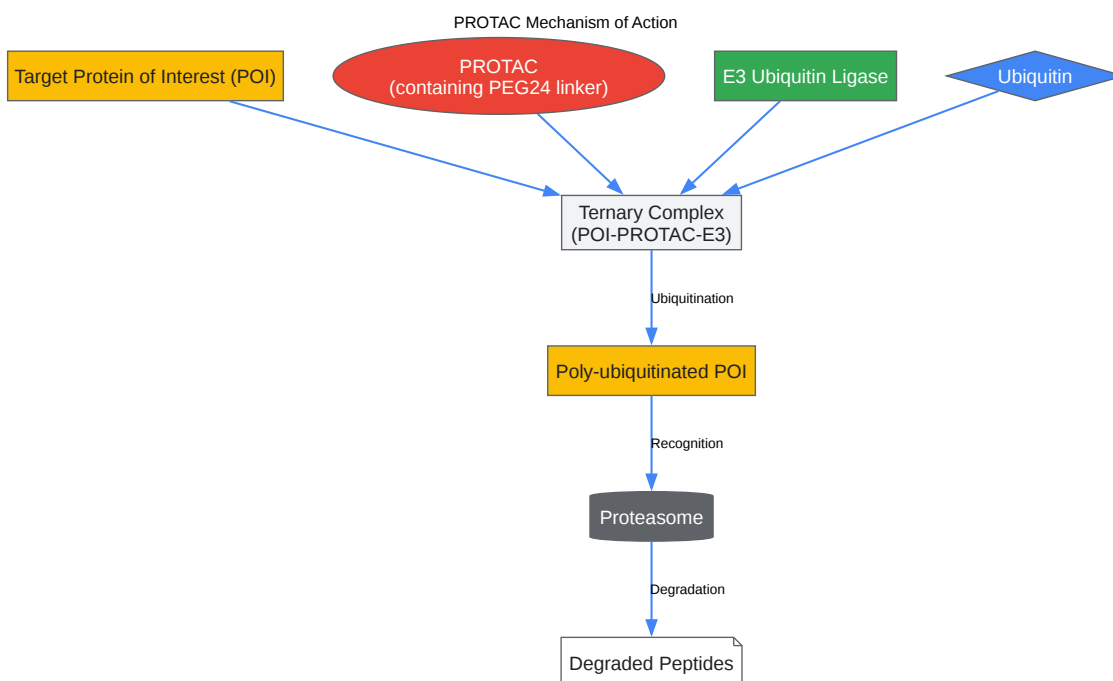 PROTAC Mechanism of Action
Target Protein of Interest (POI)
PROTAC
(containing PEG24 linker)
E3 Ubiquitin Ligase
Ubiquitin
Ternary Complex
(POI-PROTAC-E3)
Ubiquitination
Poly-ubiquitinated POI
Recognition
Proteasome
Degradation
Degraded Peptides